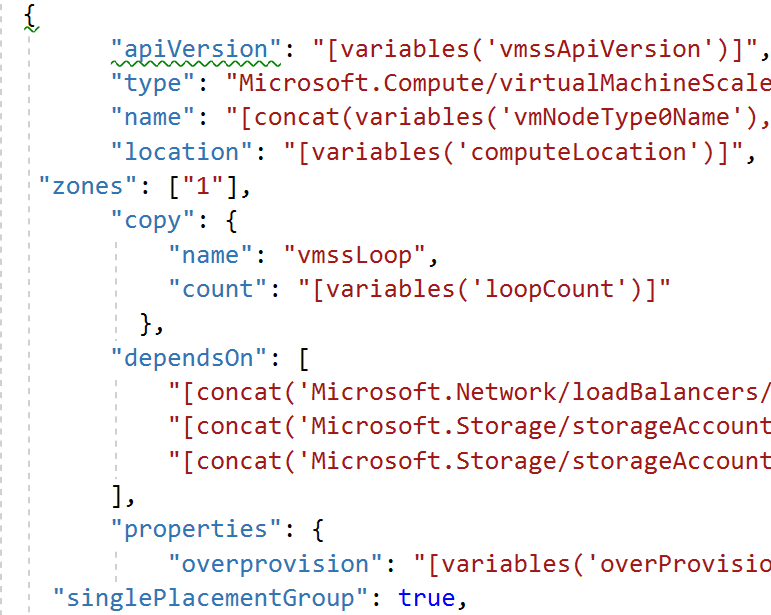 {
"apiVersion": "[variables('vmssApiVersion')]",
"type": "Microsoft.Compute/virtualMachineScale
"name": "[concat(variables('vmNodeType0Name'),
"location": "[variables('computeLocation')]",
"zones": ["1"],
"copy": {
"name": "vmssLoop",
"count": "[variables('loopCount')]"
},
"dependsOn": [
"[concat('Microsoft.Network/loadBalancers/
"[concat('Microsoft.Storage/storageAccount
"[concat('Microsoft.Storage/storageAccount
],
"properties": {
"overprovision": "[variables('overProvisio
"singlePlacementGroup": true,